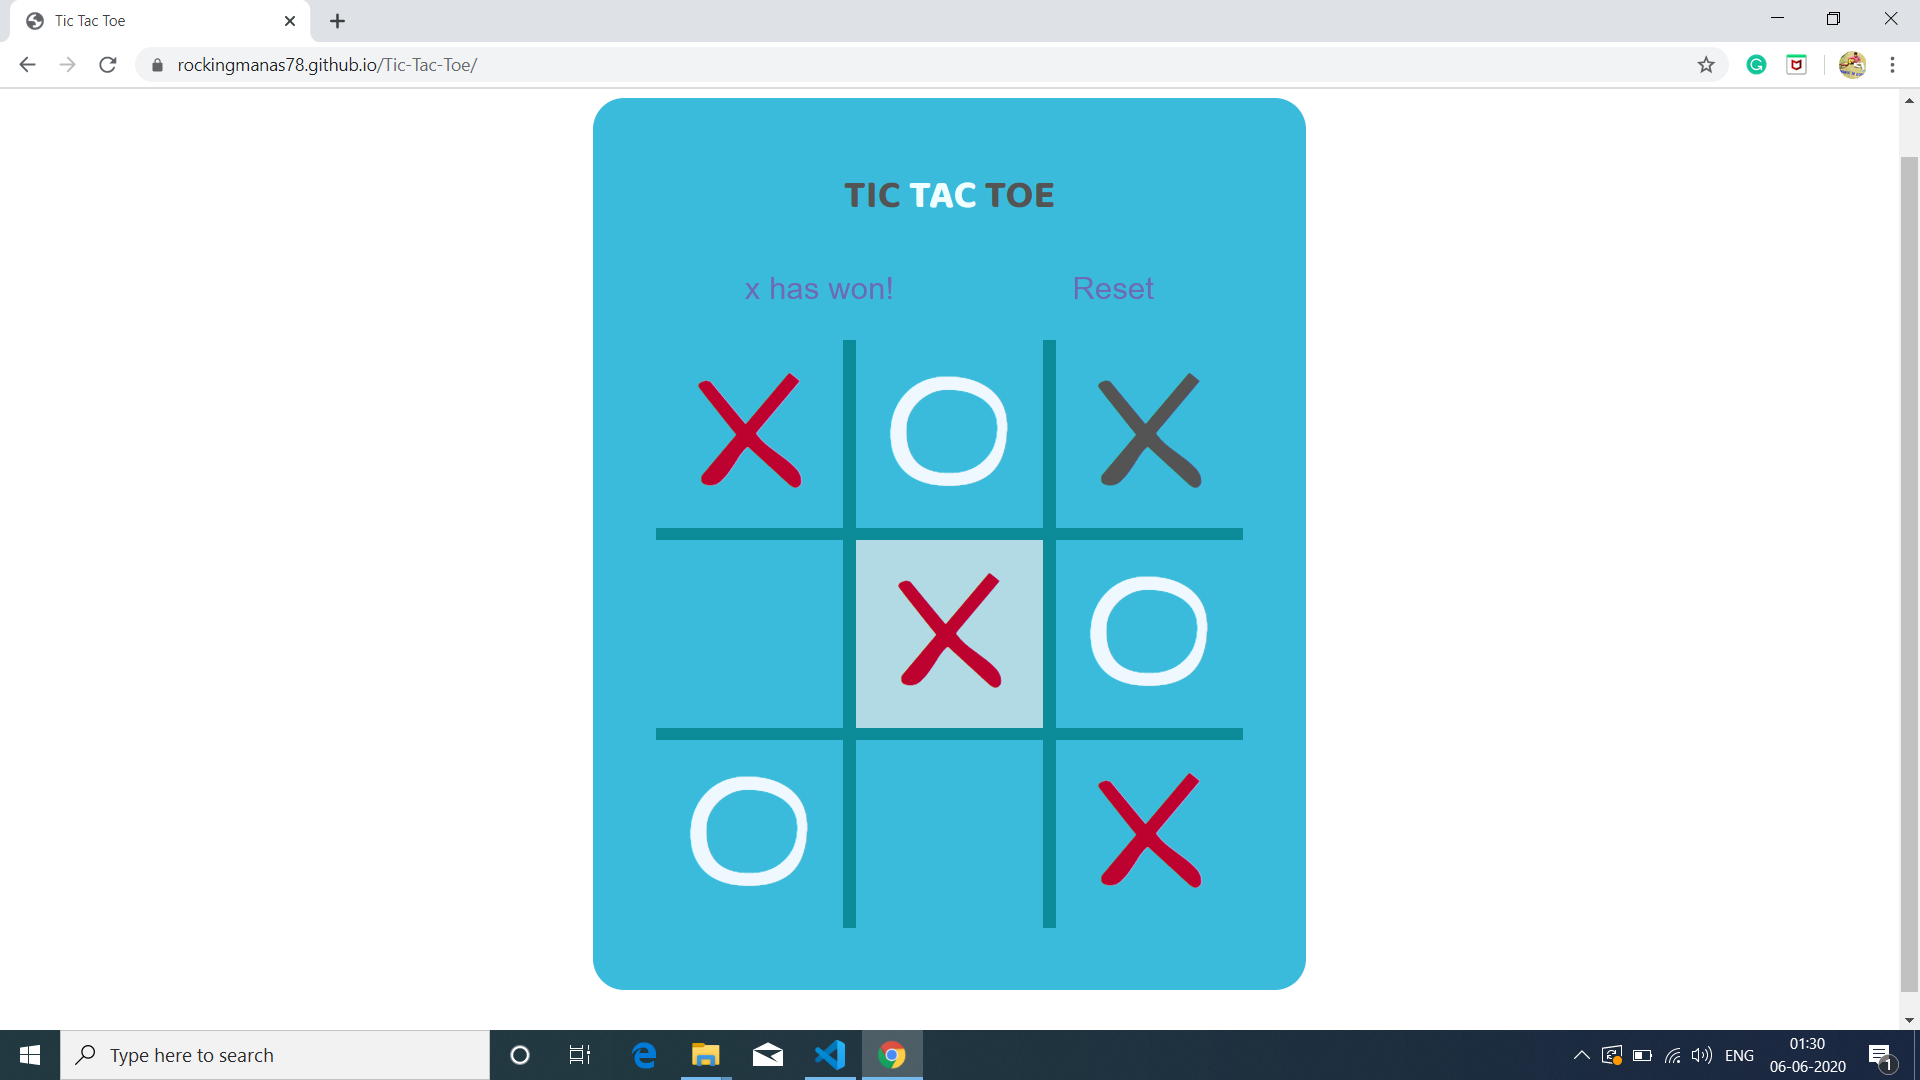 Tic Tac Toe
rockingmanas78.github.io/Tic-Tac-Toe/
TIC TAC TOE
x has won! Reset
X O X
X O
O X
Type here to search
ENG
01:30
06-06-2020
1